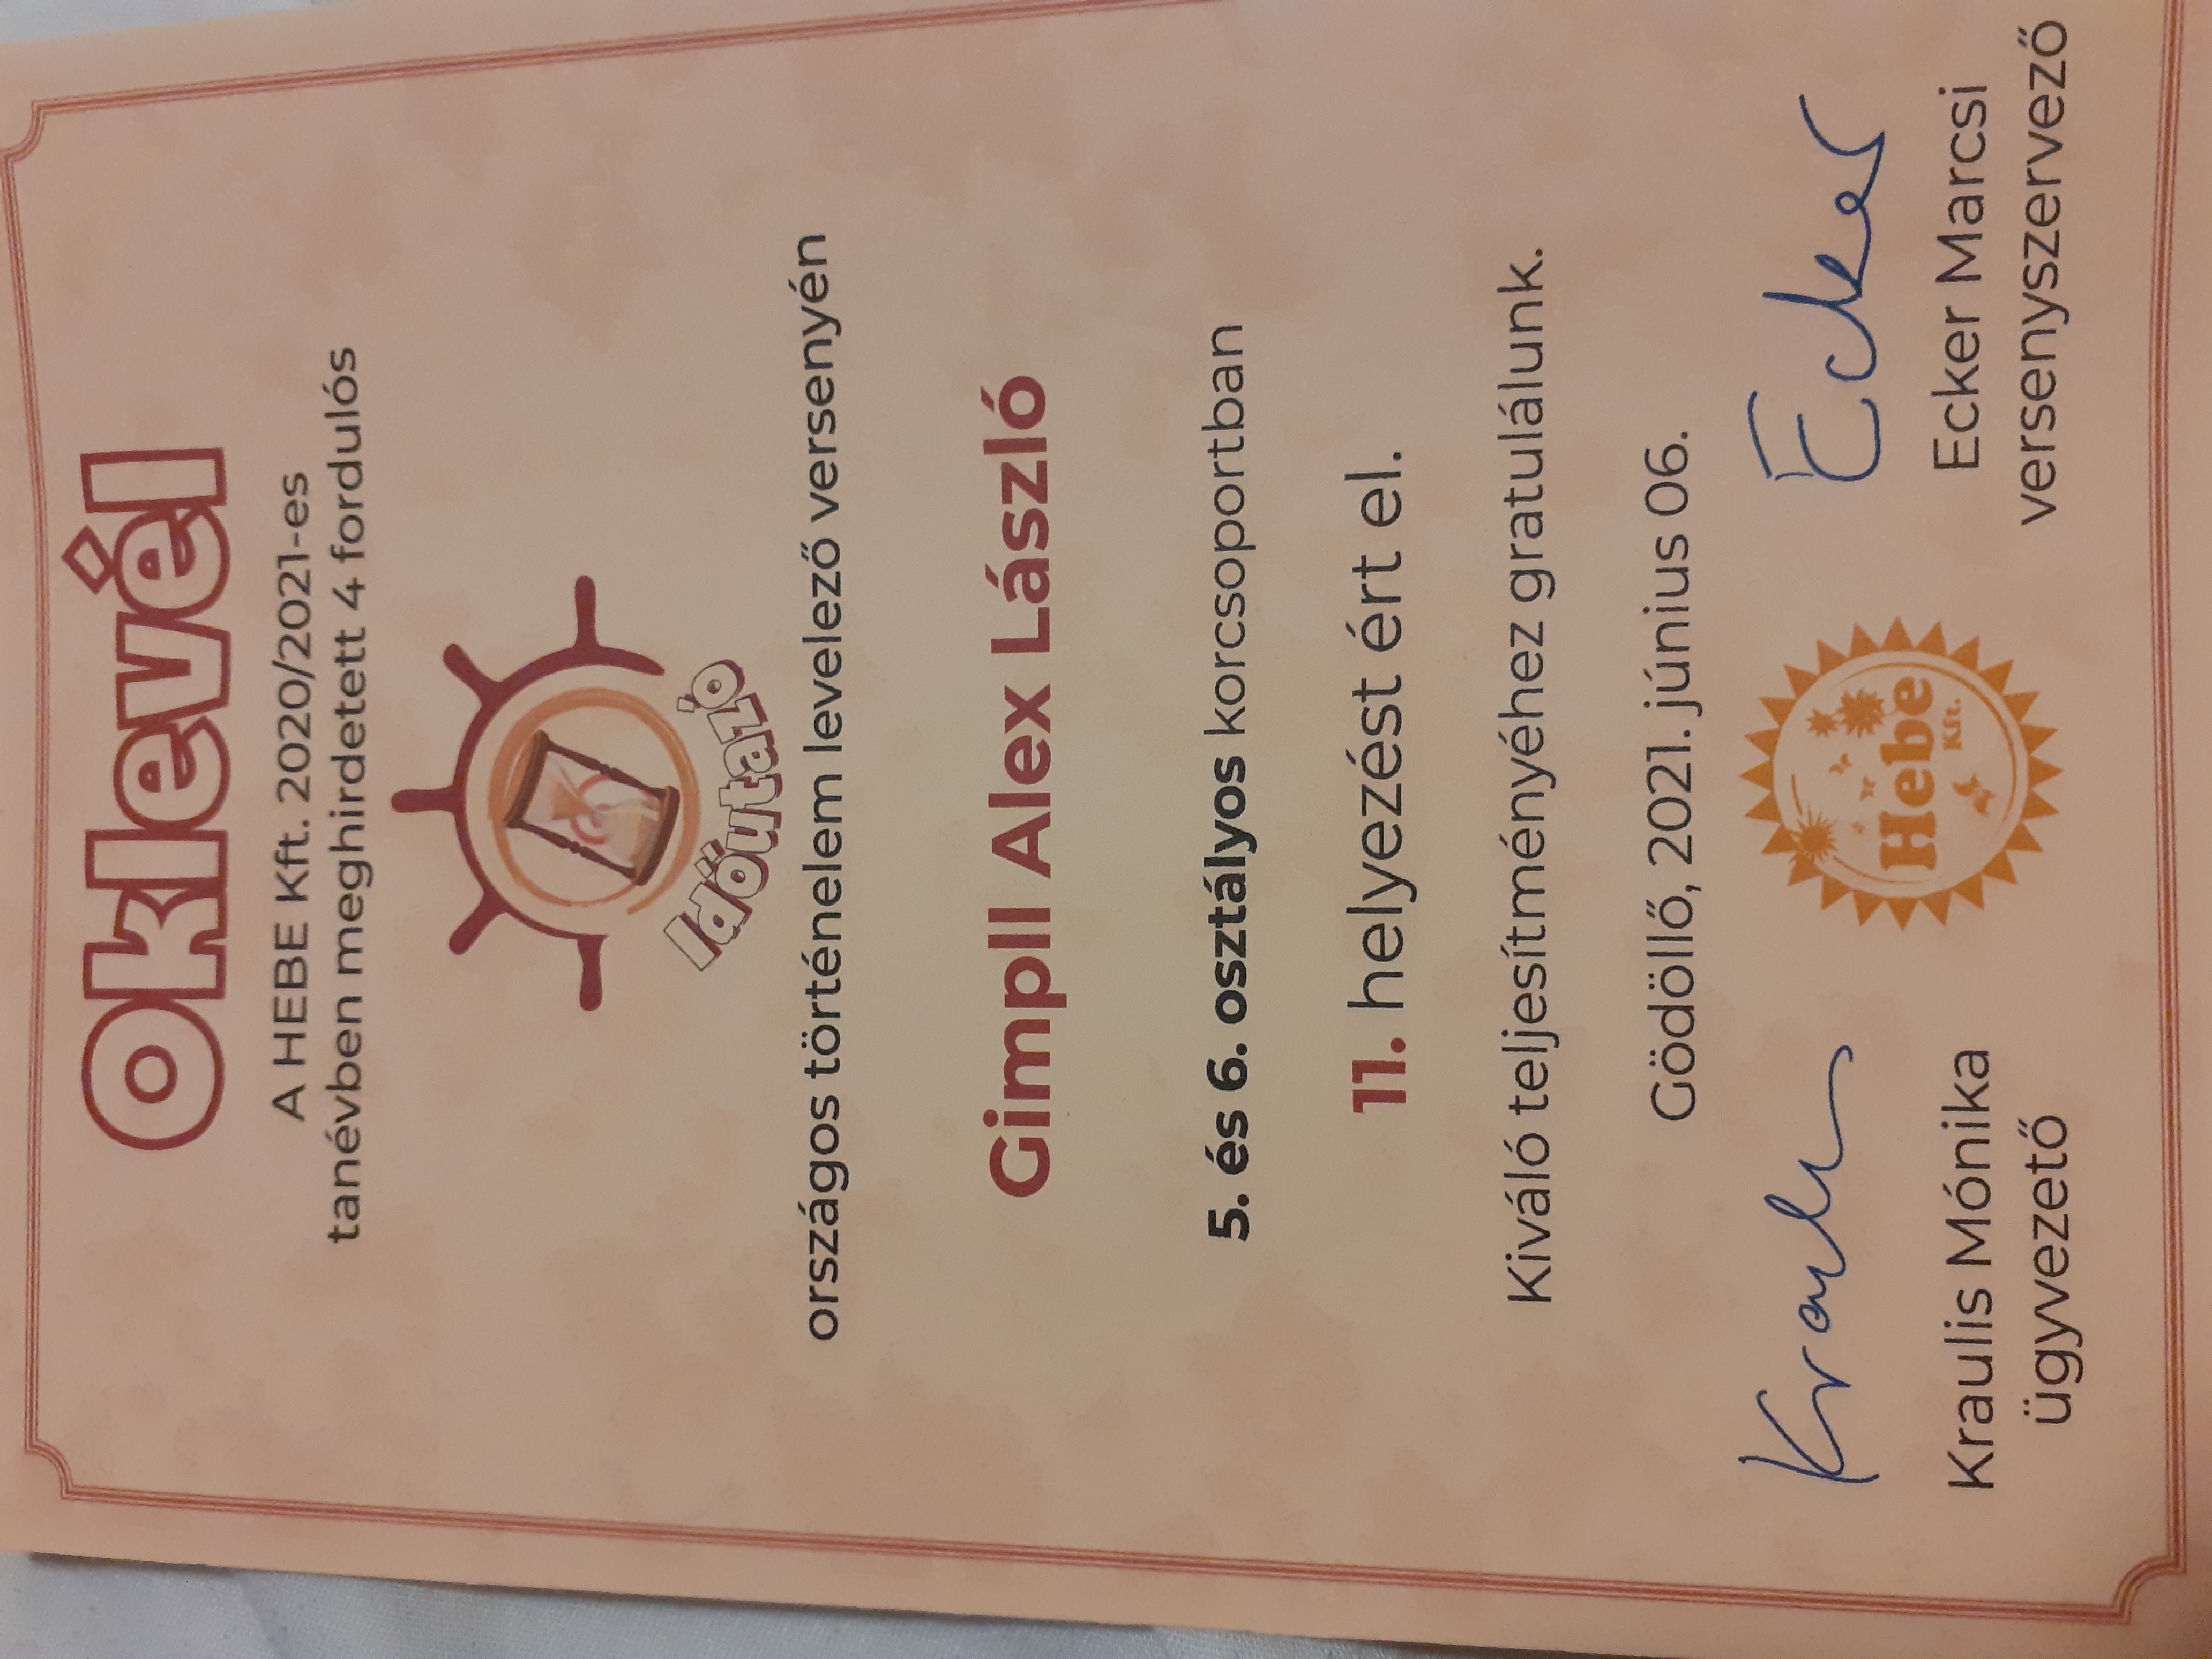 Oklevél
A HEBE Kft. 2020/2021-es
tanévben meghirdetett 4 fordulós
Időutazó
országos történelem levelező versenyén
Gimpll Alex László
5. és 6. osztályos korcsoportban
11. helyezést ért el.
Kiváló teljesítményéhez gratulálunk.
Gödöllő, 2021. június 06.
Hebe
Kft.
Ecker
Kraulis Mónika
ügyvezető
Ecker Marcsi
versenyszervező